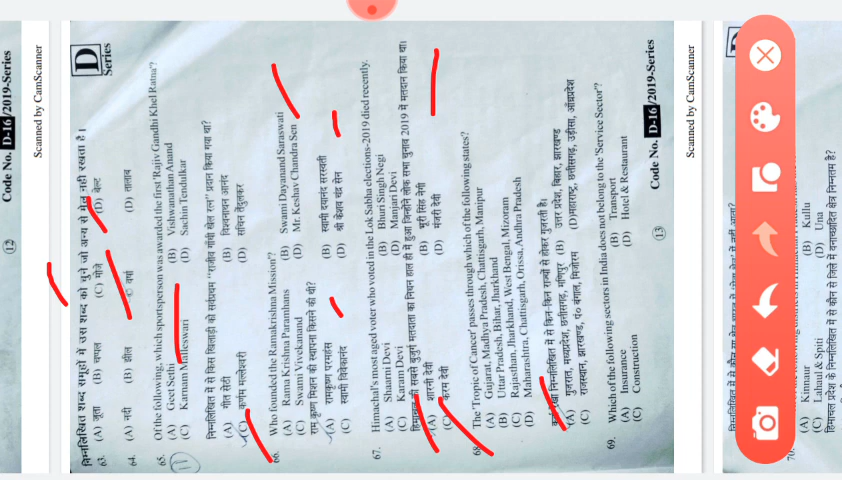 12
Code No. D-16/2019-Series
Scanned by CamScanner
D
Series
निम्नलिखित शब्द समूहों में उस शब्द को चुने जो अन्य से मेल नहीं रखता है।
63. (A) जूता (B) चप्पल (C) मोजे (D) बेल्ट
64. (A) नदी (B) झील (C) वर्षा (D) तालाब
65. Of the following, which sportsperson was awarded the first 'Rajiv Gandhi Khel Ratna'?
(A) Geet Sethi (B) Vishwanathan Anand
(C) Karnam Malleswari (D) Sachin Tendulkar
निम्नलिखित में से किस खिलाड़ी को सर्वप्रथम "राजीव गाँधी खेल रत्न" प्रदान किया गया था?
(A) गीत सेठी (B) विश्वनाथन आनंद
(C) कर्णम मल्लेश्वरी (D) सचिन तेंदुलकर
11
66. Who founded the Ramakrishna Mission?
(A) Rama Krishna Paramhans (B) Swami Dayanand Saraswati
(C) Swami Vivekanand (D) Mr. Keshav Chandra Sen
राम कृष्ण मिशन की स्थापना किसने की थी?
(A) रामकृष्ण परमहंस (B) स्वामी दयानंद सरस्वती
(C) स्वामी विवेकानंद (D) श्री केशव चंद्र सेन
67. Himachal's most aged voter who voted in the Lok Sabha elections-2019 died recently.
(A) Shaarni Devi (B) Bhuri Singh Negi
(C) Karam Devi (D) Manjari Devi
हिमाचल की सबसे बुजुर्ग मतदाता का निधन हाल ही में हुआ जिन्होंने लोक सभा चुनाव 2019 में मतदान किया था।
(A) शारनी देवी (B) भूरी सिंह नेगी
(C) करम देवी (D) मंजरी देवी
68. The 'Tropic of Cancer' passes through which of the following states?
(A) Gujarat, Madhya Pradesh, Chattisgarh, Manipur
(B) Uttar Pradesh, Bihar, Jharkhand
(C) Rajasthan, Jharkhand, West Bengal, Mizoram
(D) Maharashtra, Chattisgarh, Orissa, Andhra Pradesh
कर्क रेखा निम्नलिखित में से किन-किन राज्यों से होकर गुजरती है।
(A) गुजरात, मध्यप्रदेश, छत्तीसगढ़, मणिपुर (B) उत्तर प्रदेश, बिहार, झारखण्ड
(C) राजस्थान, झारखण्ड, प० बंगाल, मिजोरम (D) महाराष्ट्र, छत्तीसगढ़, उड़ीसा, आँध्रप्रदेश
69. Which of the following sectors in India does not belong to the 'Service Sector'?
(A) Insurance (B) Transport
(C) Construction (D) Hotel & Restaurant
13
Code No. D-16/2019-Series
Scanned by CamScanner
70.
(A) Kinnaur (B) Kullu
(C) Lahaul & Spiti (D) Una
हिमाचल प्रदेश के निम्नलिखित में से कौन से जिले में वनाच्छादित क्षेत्र निम्नतम है?